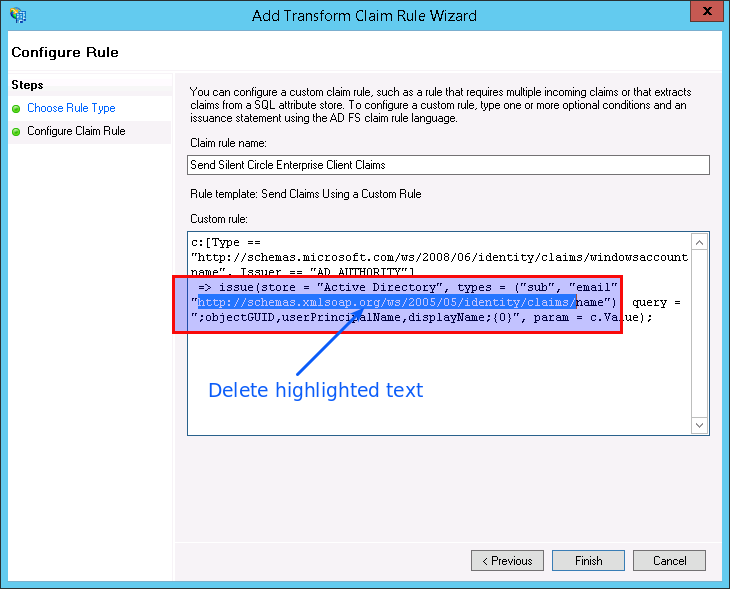 Add Transform Claim Rule Wizard
x
Configure Rule
Steps
Choose Rule Type
Configure Claim Rule
You can configure a custom claim rule, such as a rule that requires multiple incoming claims or that extracts
claims from a SQL attribute store. To configure a custom rule, type one or more optional conditions and an
issuance statement using the AD FS claim rule language.
Claim rule name:
Send Silent Circle Enterprise Client Claims
Rule template: Send Claims Using a Custom Rule
Custom rule:
c:[Type ==
"http://schemas.microsoft.com/ws/2008/06/identity/claims/windowsaccount
name", Issuer == "AD AUTHORITY"]
=> issue(store = "Active Directory", types = ("sub", "email"
"http://schemas.xmlsoap.org/ws/2005/05/identity/claims/name") query =
";objectGUID,userPrincipalName,displayName;{0}", param = c.Value);
Delete highlighted text
< Previous
Finish
Cancel